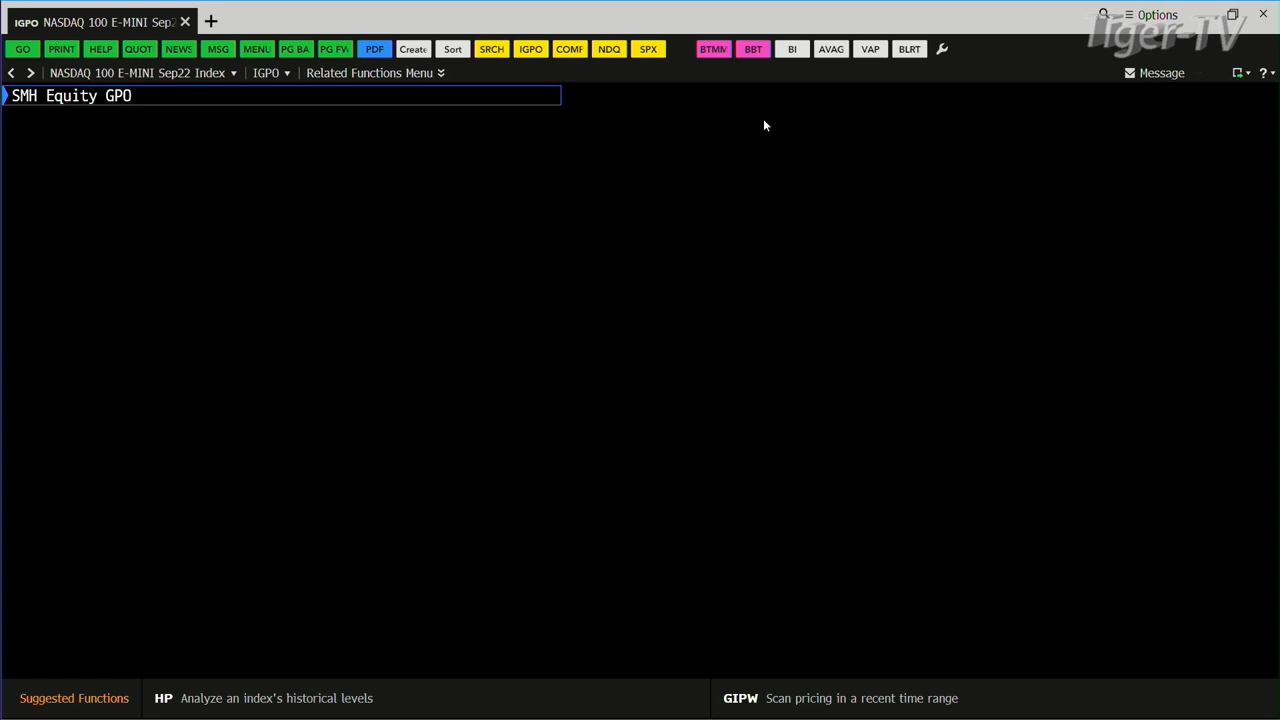 IGPO NASDAQ 100 E-MINI Sep2
Options
Tiger-TV
GO PRINT HELP QUOT NEWS MSG MENU PG BA PG FW PDF Create Sort SRCH IGPO COMF NDQ SPX BTMM BBT BI AVAG VAP BLRT
NASDAQ 100 E-MINI Sep22 Index IGPO Related Functions Menu Message ?
SMH Equity GPO
Suggested Functions HP Analyze an index's historical levels GIPW Scan pricing in a recent time range